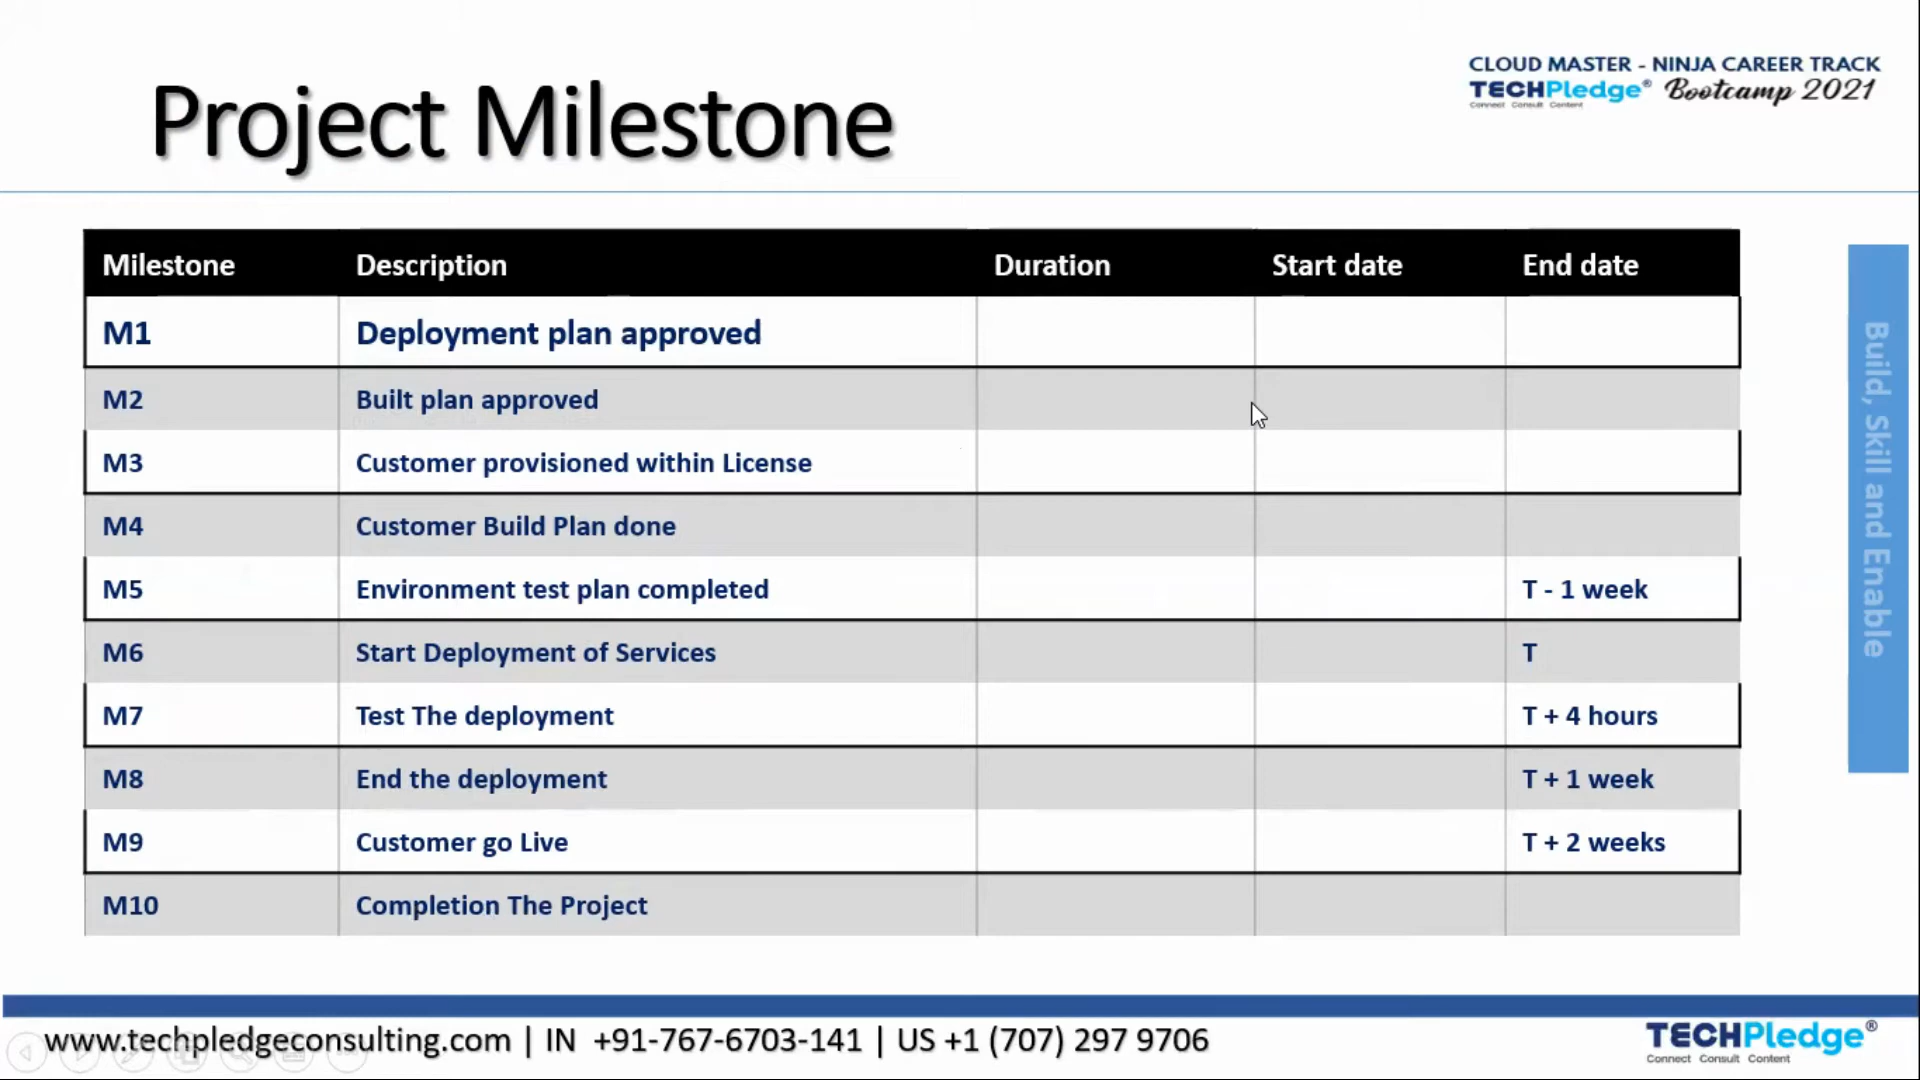 CLOUD MASTER - NINJA CAREER TRACK
TECHPledge® Bootcamp 2021
Connect Consult Content
Project Milestone
Milestone Description Duration Start date End date
M1 Deployment plan approved
M2 Built plan approved
M3 Customer provisioned within License
M4 Customer Build Plan done
M5 Environment test plan completed T - 1 week
M6 Start Deployment of Services T
M7 Test The deployment T + 4 hours
M8 End the deployment T + 1 week
M9 Customer go Live T + 2 weeks
M10 Completion The Project
Build, Skill and Enable
www.techpledgeconsulting.com | IN +91-767-6703-141 | US +1 (707) 297 9706
TECHPledge®
Connect Consult Content